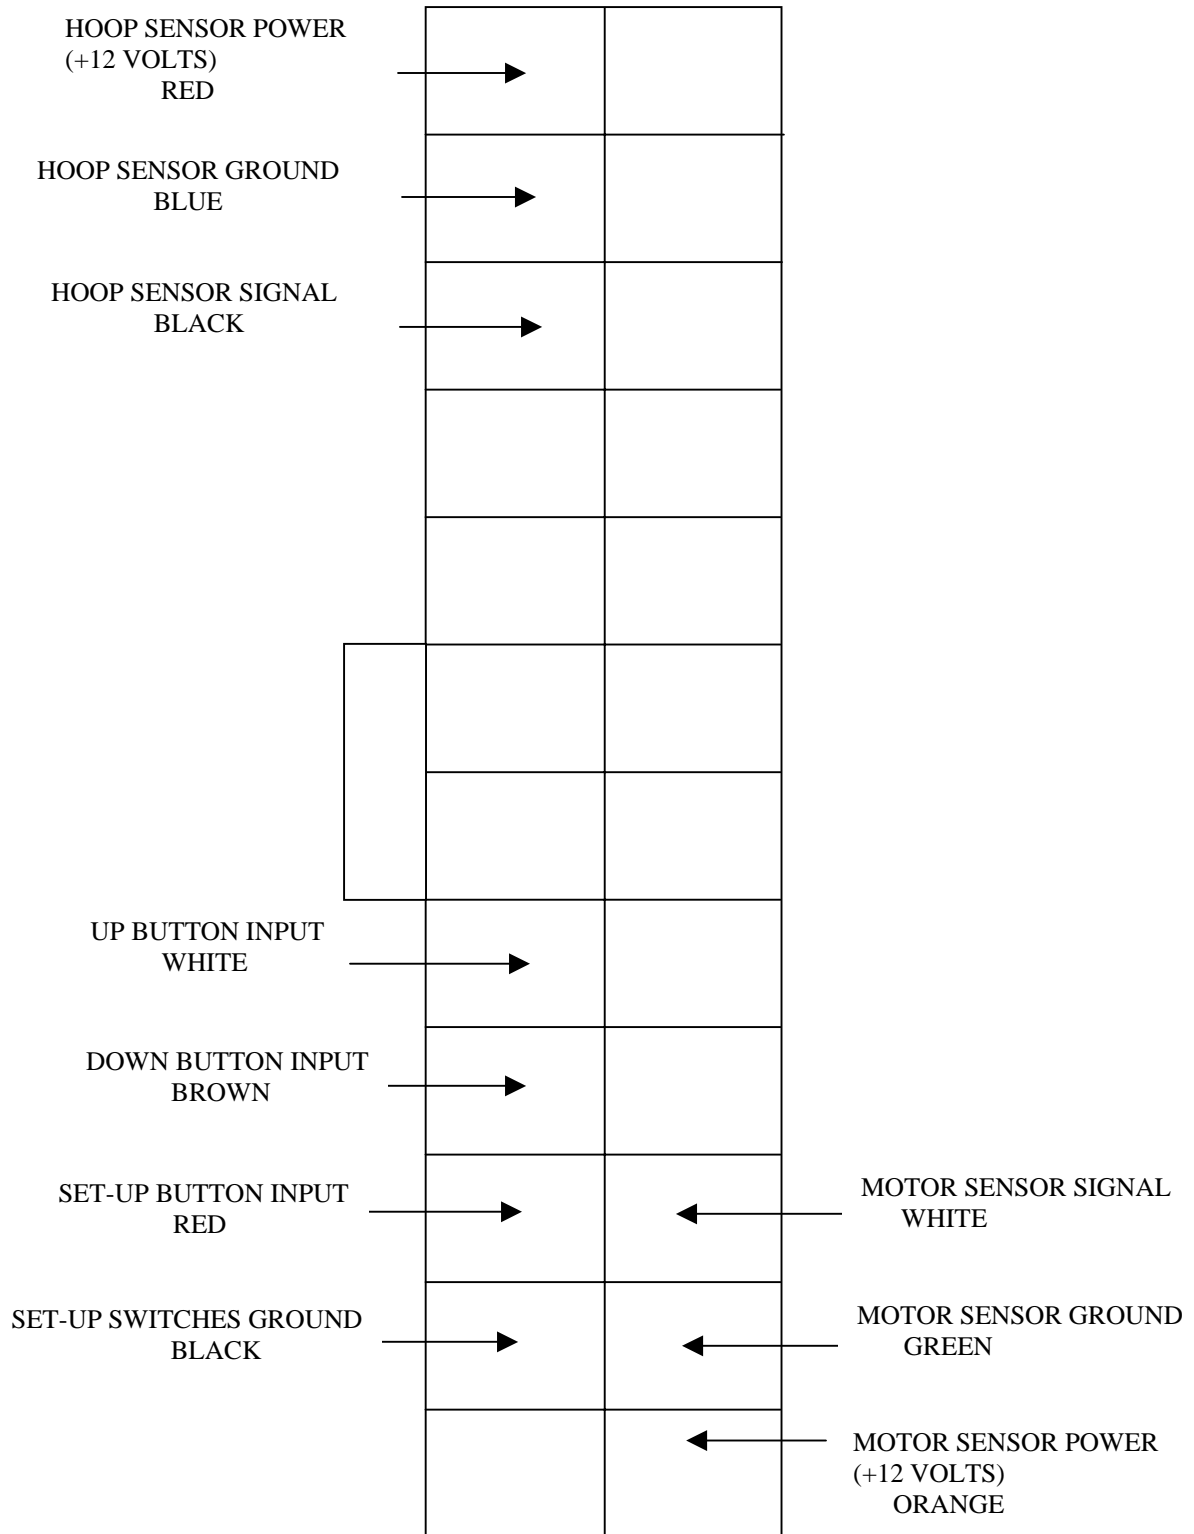 HOOP SENSOR POWER
(+12 VOLTS)
RED
HOOP SENSOR GROUND
BLUE
HOOP SENSOR SIGNAL
BLACK
UP BUTTON INPUT
WHITE
DOWN BUTTON INPUT
BROWN
SET-UP BUTTON INPUT
RED
MOTOR SENSOR SIGNAL
WHITE
SET-UP SWITCHES GROUND
BLACK
MOTOR SENSOR GROUND
GREEN
MOTOR SENSOR POWER
(+12 VOLTS)
ORANGE